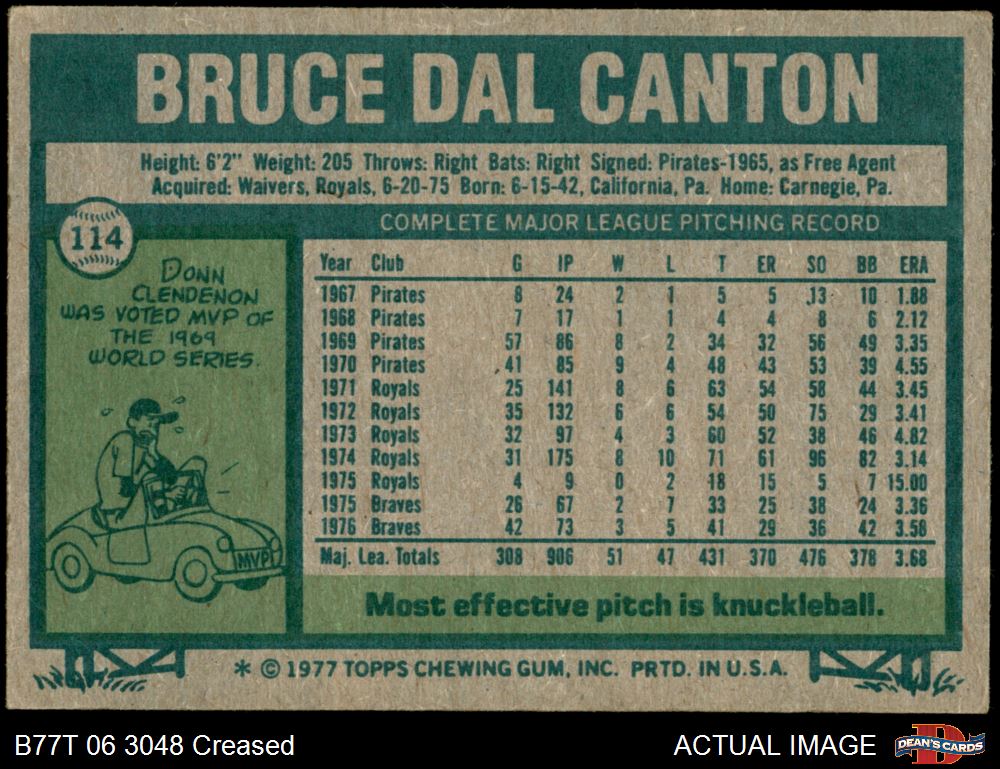 BRUCE DAL CANTON
Height: 6'2" Weight: 205 Throws: Right Bats: Right Signed: Pirates-1965, as Free Agent
Acquired: Waivers, Royals, 6-20-75 Born: 6-15-42, California, Pa. Home: Carnegie, Pa.
114
COMPLETE MAJOR LEAGUE PITCHING RECORD
DONN
CLENDENON
WAS VOTED MVP OF
THE 1969
WORLD SERIES.
MVP
Year Club G IP W L T ER SO BB ERA
1967 Pirates 8 24 2 1 5 5 13 10 1.88
1968 Pirates 7 17 1 1 4 4 8 6 2.12
1969 Pirates 57 86 8 2 34 32 56 49 3.35
1970 Pirates 41 85 9 4 48 43 53 39 4.55
1971 Royals 25 141 8 6 63 54 58 44 3.45
1972 Royals 35 132 6 6 54 50 75 29 3.41
1973 Royals 32 97 4 3 60 52 38 46 4.82
1974 Royals 31 175 8 10 71 61 96 82 3.14
1975 Royals 4 9 0 2 18 15 5 7 15.00
1975 Braves 26 67 2 7 33 25 38 24 3.36
1976 Braves 42 73 3 5 41 29 36 42 3.58
Maj. Lea. Totals 308 906 51 47 431 370 476 378 3.68
Most effective pitch is knuckleball.
* © 1977 TOPPS CHEWING GUM, INC. PRTD. IN U.S.A.
B77T 06 3048 Creased
ACTUAL IMAGE
D
DEAN'S CARDS